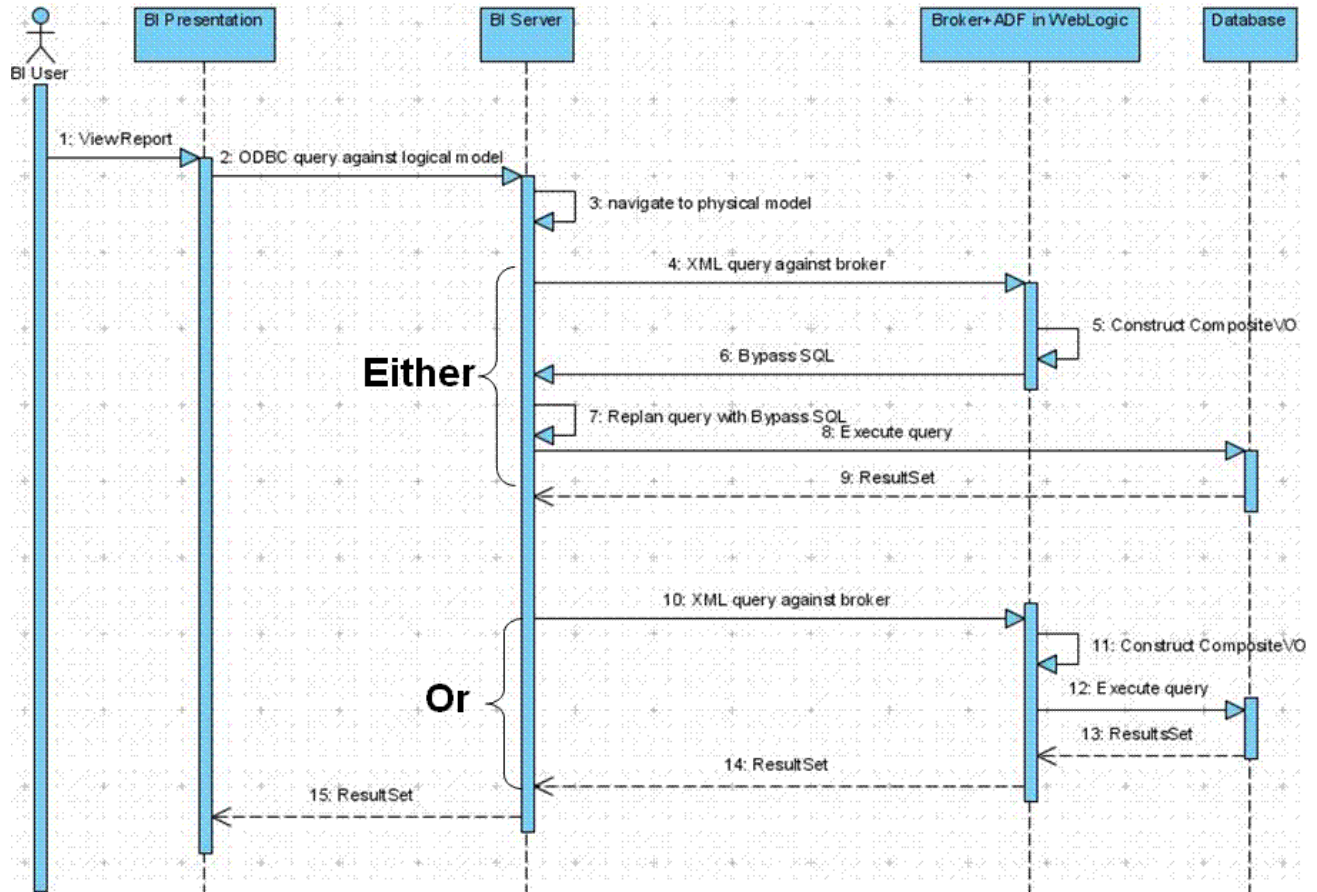 BI Presentation
BI Server
Broker+ADF in WebLogic
Database
BI User
1: ViewReport
2: ODBC query against logical model
3: navigate to physical model
4: XML query against broker
5: Construct CompositeVO
6: Bypass SQL
Either
7: Replan query with Bypass SQL
8: Execute query
9: ResultSet
10: XML query against broker
11: Construct CompositeVO
Or
12: Execute query
13: ResultsSet
14: ResultSet
15: ResultSet